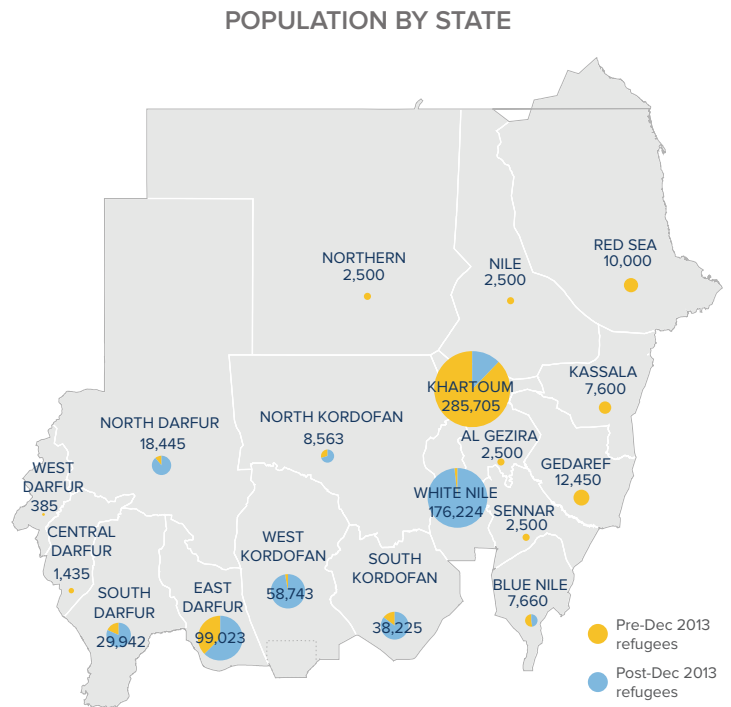 POPULATION BY STATE
RED SEA
10,000
NORTHERN
2,500
NILE
2,500
KASSALA
7,600
KHARTOUM
285,705
NORTH KORDOFAN
8,563
NORTH DARFUR
18,445
AL GEZIRA
2,500
GEDAREF
12,450
WEST
DARFUR
385
WHITE NILE
176,224
SENNAR
2,500
CENTRAL
DARFUR
1,435
WEST
KORDOFAN
58,743
SOUTH
KORDOFAN
38,225
SOUTH
DARFUR
29,942
EAST
DARFUR
99,023
BLUE NILE
7,660
Pre-Dec 2013
refugees
Post-Dec 2013
refugees